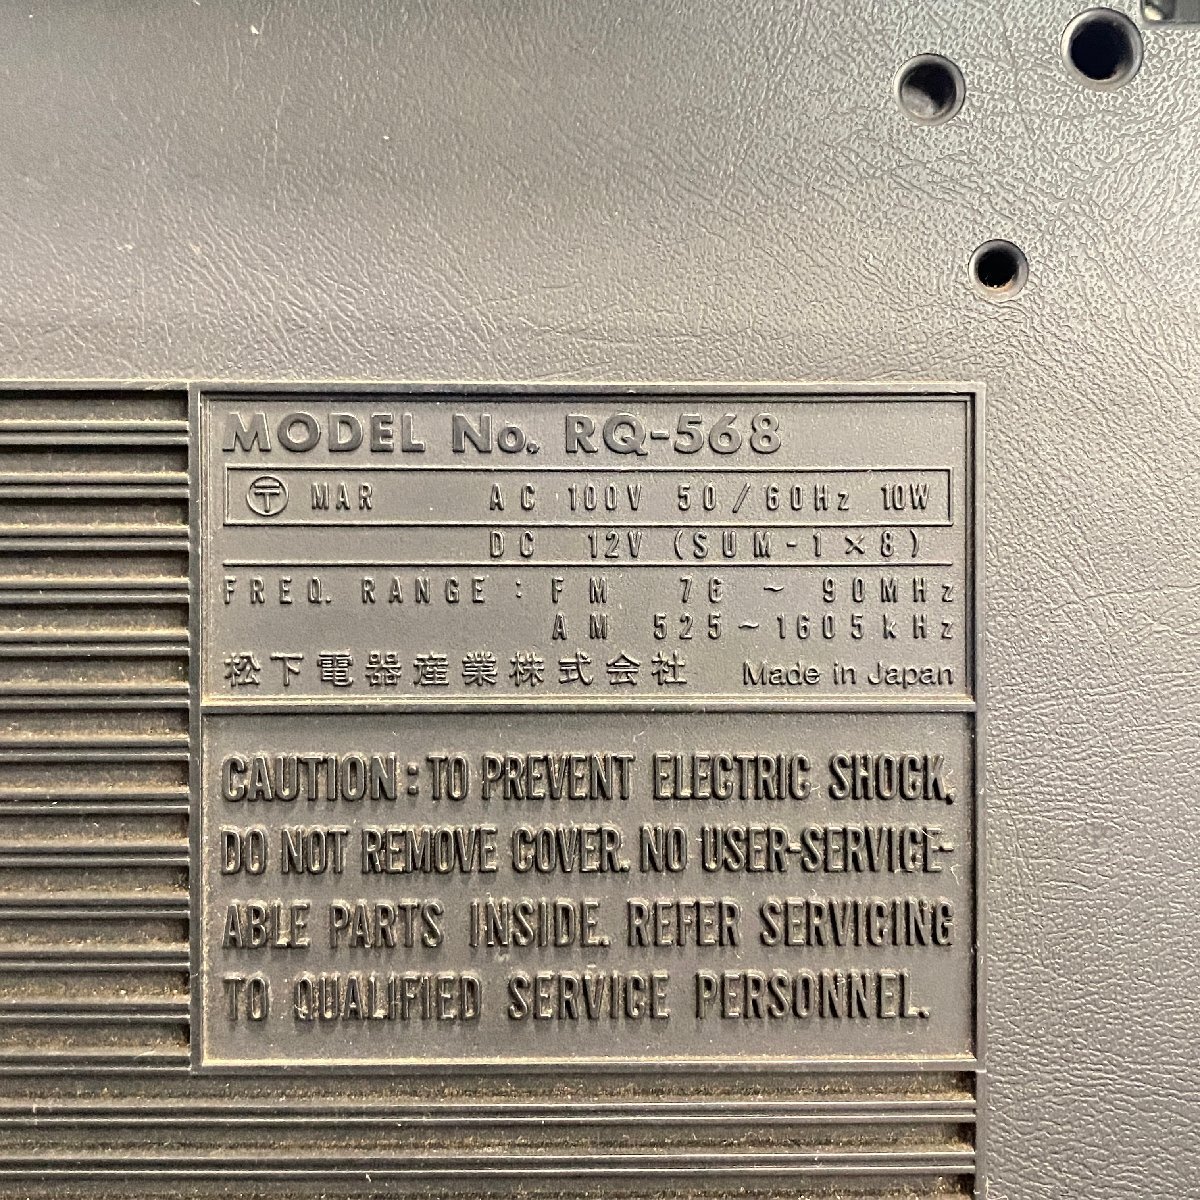 MODEL No. RQ-568
〒 MAR AC 100V 50/60Hz 10W
DC 12V (SUM-1×8)
FREQ. RANGE: FM 76~90MHz
AM 525~1605kHz
松下電器産業株式会社 Made in Japan
CAUTION: TO PREVENT ELECTRIC SHOCK,
DO NOT REMOVE COVER. NO USER-SERVICE-
ABLE PARTS INSIDE. REFER SERVICING
TO QUALIFIED SERVICE PERSONNEL.